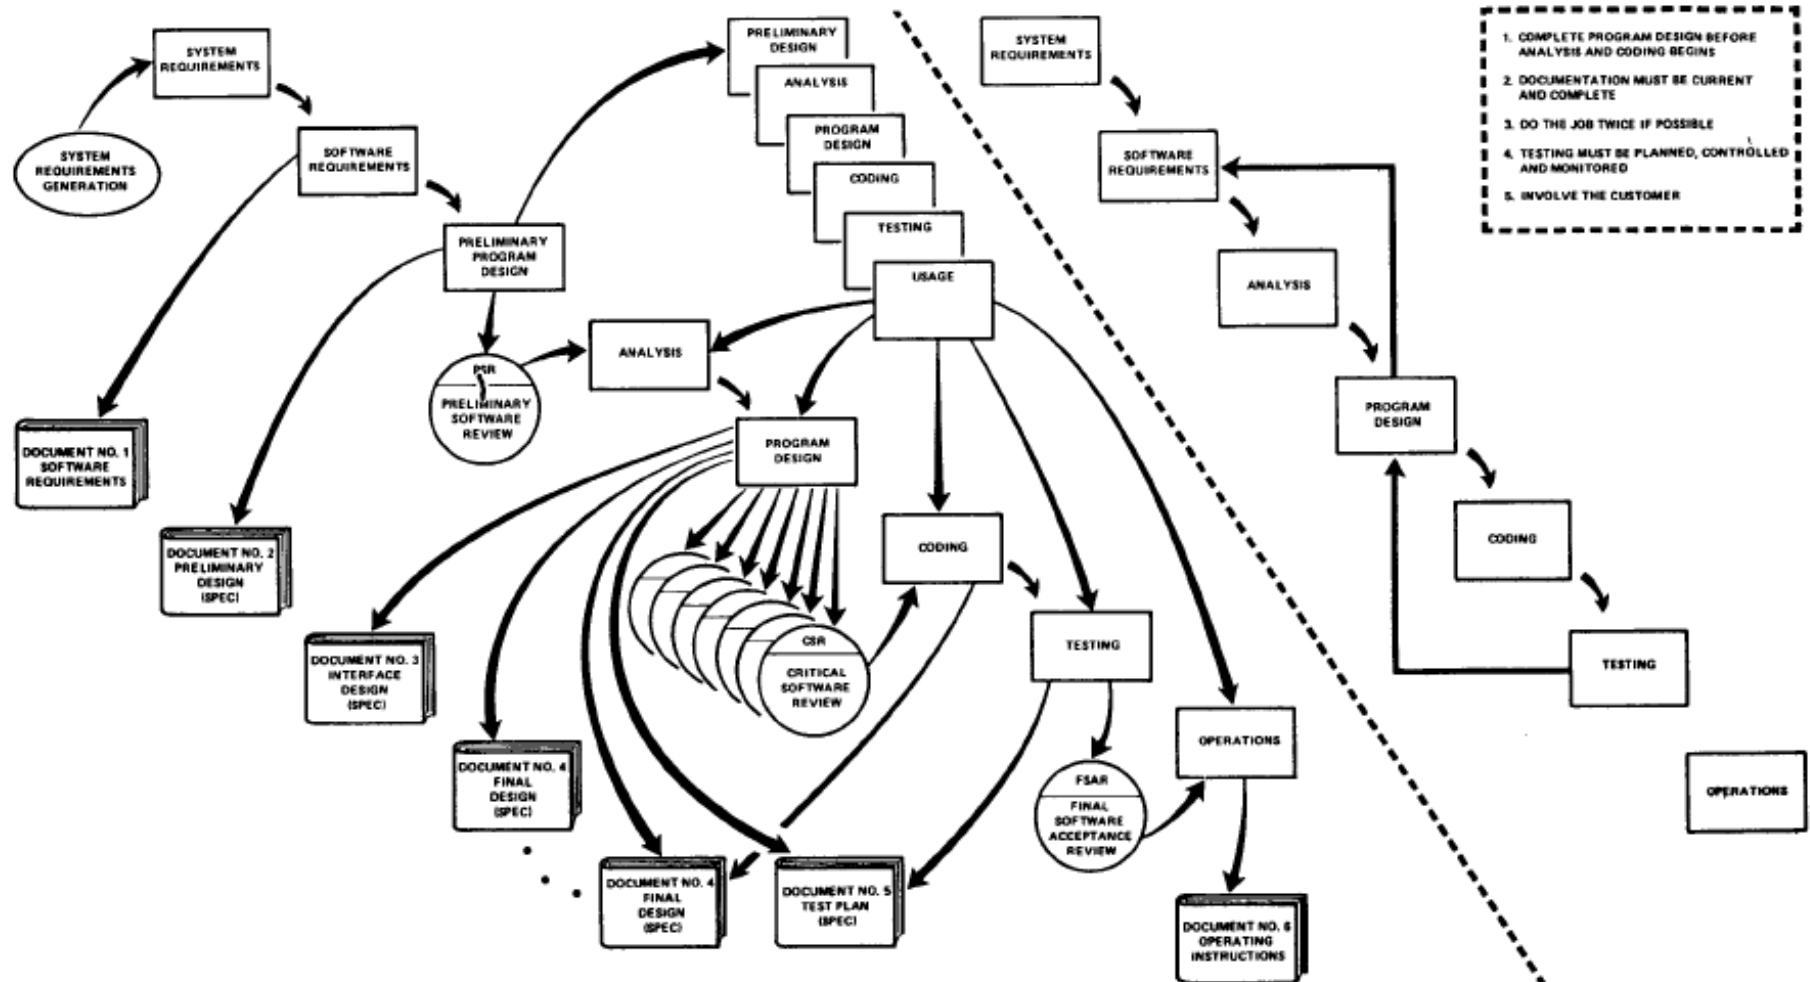 SYSTEM
REQUIREMENTS
SYSTEM
REQUIREMENTS
GENERATION
SOFTWARE
REQUIREMENTS
PRELIMINARY
PROGRAM
DESIGN
PSR
PRELIMINARY
SOFTWARE
REVIEW
PRELIMINARY
DESIGN
ANALYSIS
PROGRAM
DESIGN
CODING
TESTING
USAGE
ANALYSIS
PROGRAM
DESIGN
CSR
CRITICAL
SOFTWARE
REVIEW
CODING
TESTING
FSAR
FINAL
SOFTWARE
ACCEPTANCE
REVIEW
OPERATIONS
DOCUMENT NO. 1
SOFTWARE
REQUIREMENTS
DOCUMENT NO. 2
PRELIMINARY
DESIGN
(SPEC)
DOCUMENT NO. 3
INTERFACE
DESIGN
(SPEC)
DOCUMENT NO. 4
FINAL
DESIGN
(SPEC)
DOCUMENT NO. 4
FINAL
DESIGN
(SPEC)
DOCUMENT NO. 5
TEST PLAN
(SPEC)
DOCUMENT NO. 6
OPERATING
INSTRUCTIONS
SYSTEM
REQUIREMENTS
SOFTWARE
REQUIREMENTS
ANALYSIS
PROGRAM
DESIGN
CODING
TESTING
OPERATIONS
1. COMPLETE PROGRAM DESIGN BEFORE
ANALYSIS AND CODING BEGINS
2. DOCUMENTATION MUST BE CURRENT
AND COMPLETE
3. DO THE JOB TWICE IF POSSIBLE
4. TESTING MUST BE PLANNED, CONTROLLED
AND MONITORED
5. INVOLVE THE CUSTOMER